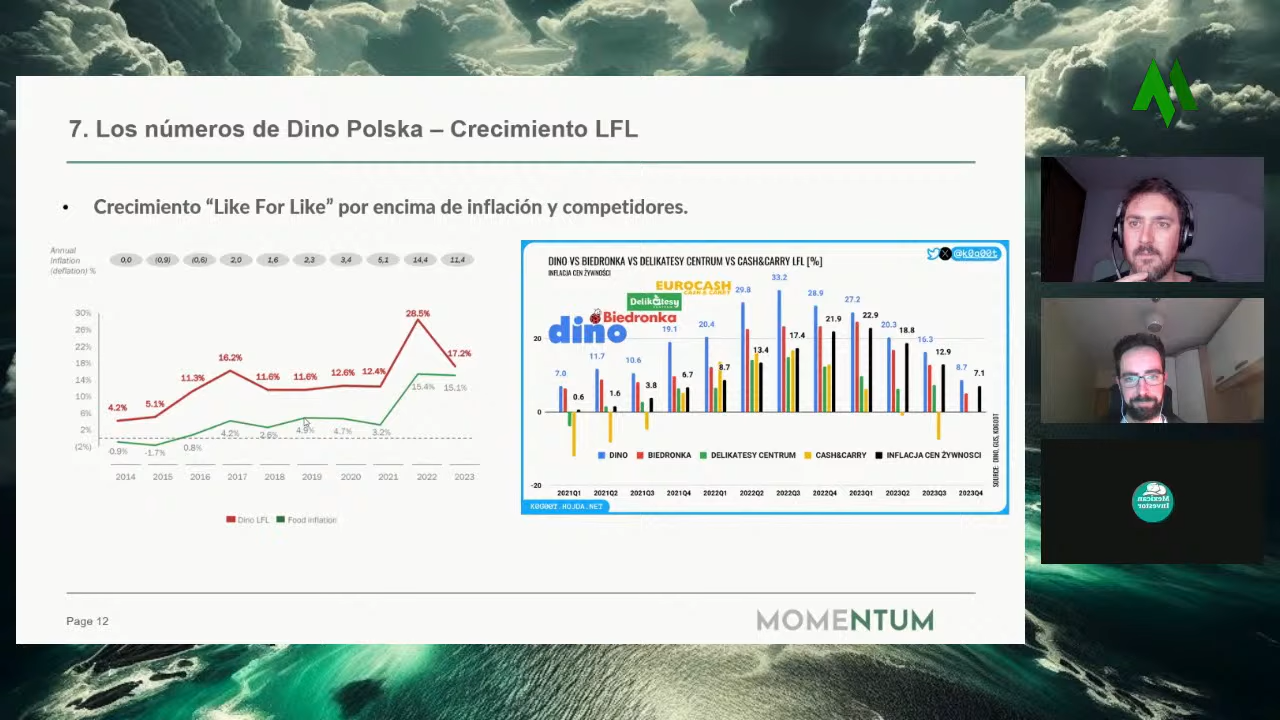 7. Los números de Dino Polska – Crecimiento LFL
• Crecimiento “Like For Like” por encima de inflación y competidores.
Annual
Inflation
(deflation) %
0,0 (0,9) (0,6) 2,0 1,6 2,3 3,4 5,1 14,4 11,4
30%
26%
22%
18%
14%
10%
6%
2%
(2%)
4.2% 5.1% 11.3% 16.2% 11.6% 11.6% 12.6% 12.4% 28.5% 17.2%
-0.9% -1.7% 0.8% 4.2% 2.6% 4.9% 4.7% 3.2% 15.4% 15.1%
2014 2015 2016 2017 2018 2019 2020 2021 2022 2023
Dino LFL Food inflation
DINO VS BIEDRONKA VS DELIKATESY CENTRUM VS CASH&CARRY LFL [%]
INFLACJA CEN ŻYWNOŚCI
@k0a00t
EUROCASH
CASH & CARRY
Delikatesy
Biedronka
dino
20
0
-20
7.0 0.6 11.7 1.6 10.6 3.8 19.1 6.7 20.4 8.7 29.8 13.4 33.2 17.4 28.9 21.9 27.2 22.9 20.3 18.8 16.3 12.9 8.7 7.1
DINO BIEDRONKA DELIKATESY CENTRUM CASH&CARRY INFLACJA CEN ŻYWNOŚCI
2021Q1 2021Q2 2021Q3 2021Q4 2022Q1 2022Q2 2022Q3 2022Q4 2023Q1 2023Q2 2023Q3 2023Q4
SOURCE: DINO, GUS, K0G00T
Page 12
MOMENTUM
Mexican
Investor